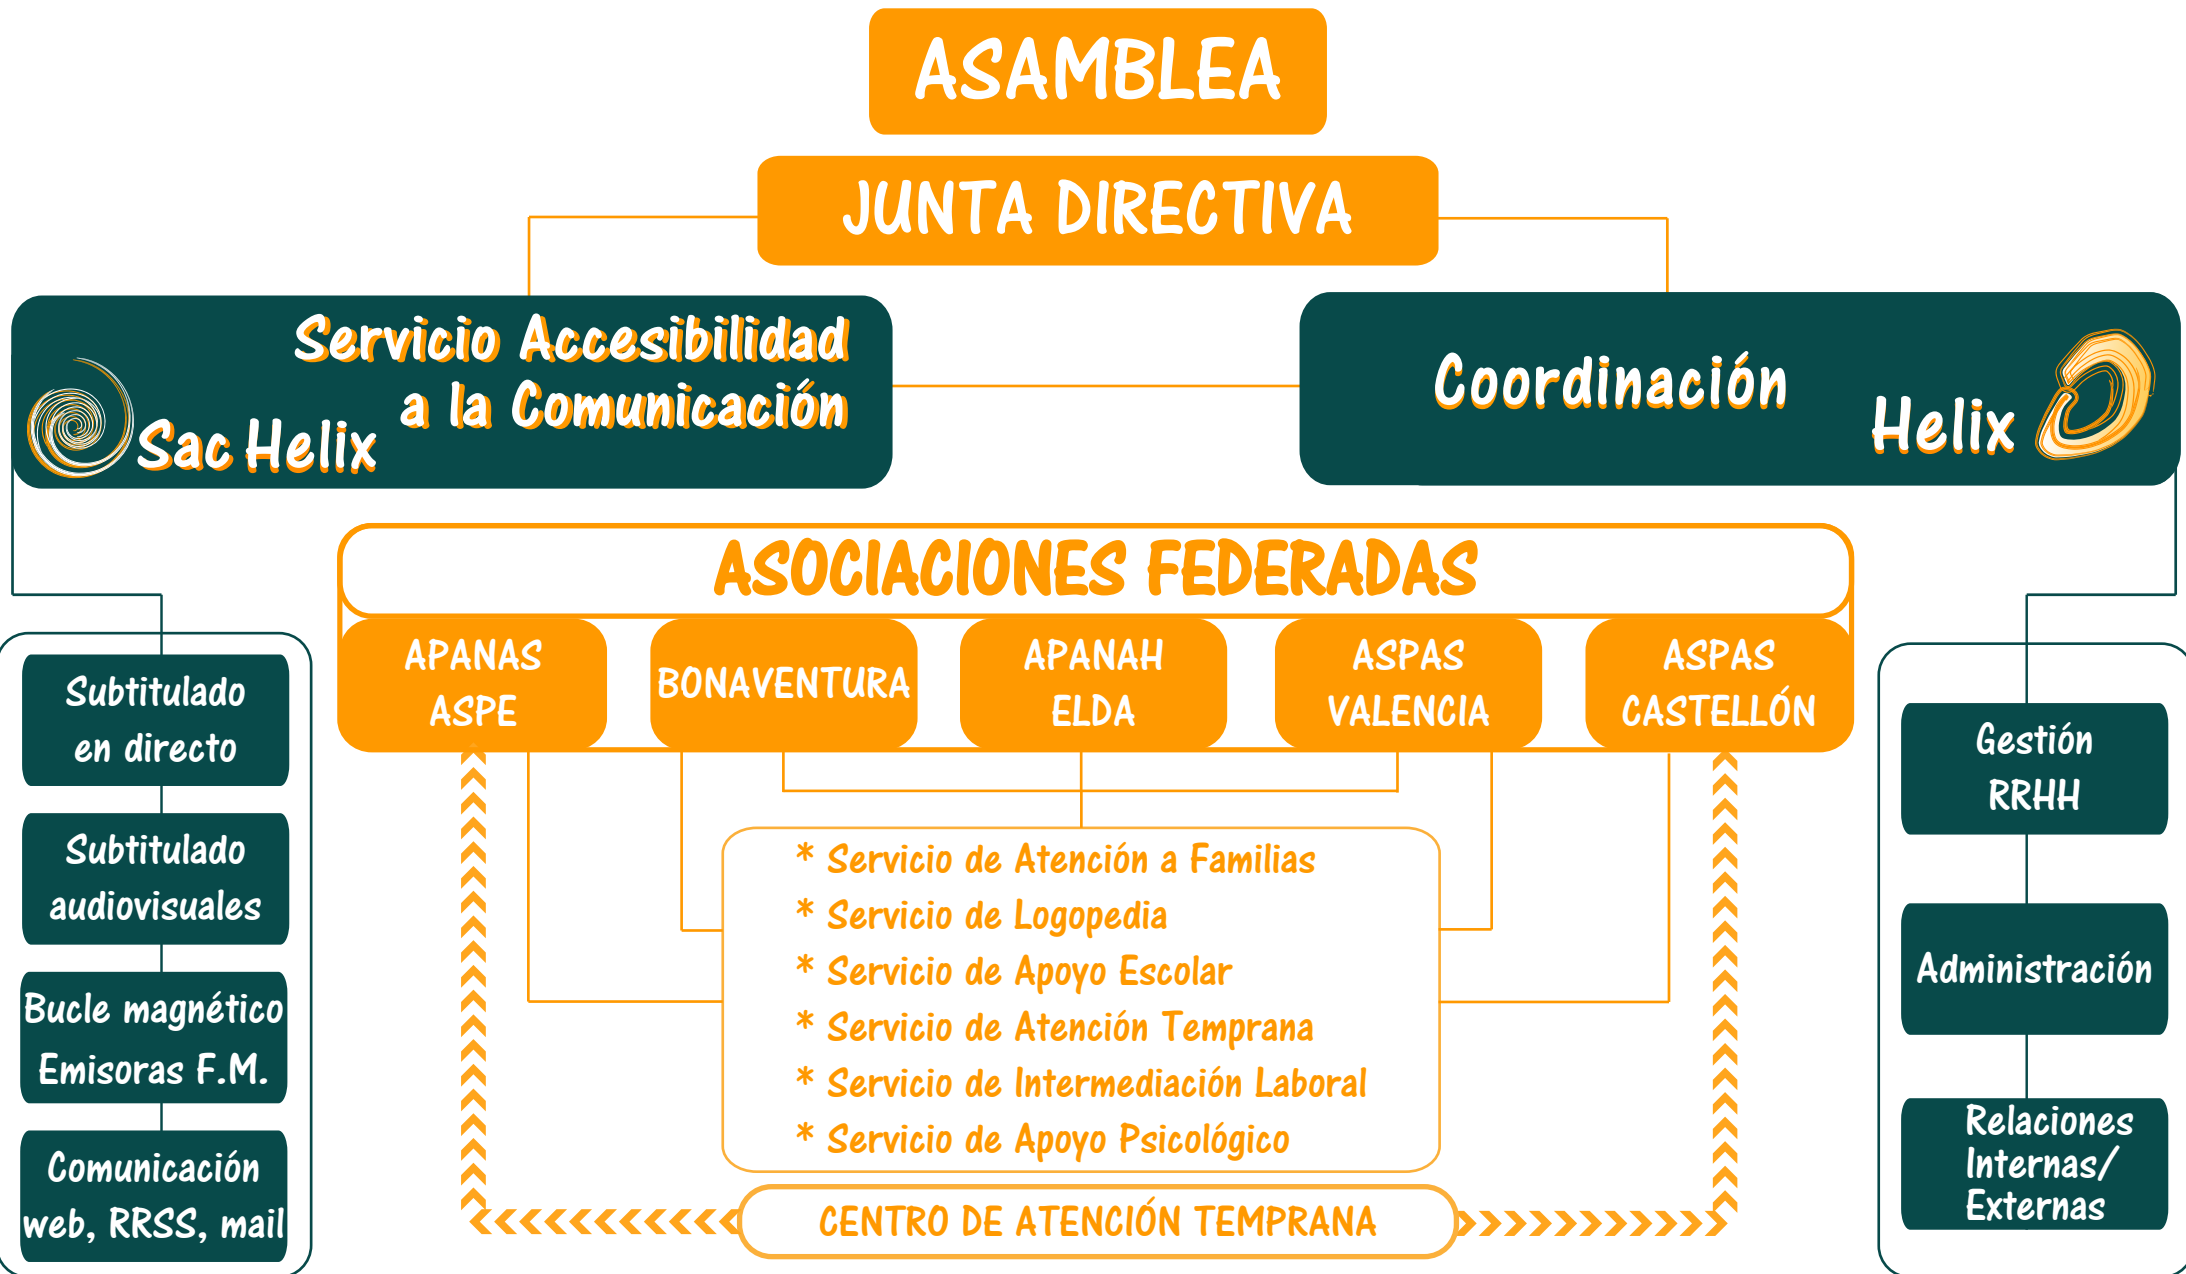 ASAMBLEA
JUNTA DIRECTIVA
Servicio Accesibilidad
a la Comunicación
Sac Helix
Coordinación
Helix
ASOCIACIONES FEDERADAS
APANAS
ASPE
BONAVENTURA
APANAH
ELDA
ASPAS
VALENCIA
ASPAS
CASTELLÓN
Subtitulado
en directo
Subtitulado
audiovisuales
Bucle magnético
Emisoras F.M.
Comunicación
web, RRSS, mail
* Servicio de Atención a Familias
* Servicio de Logopedia
* Servicio de Apoyo Escolar
* Servicio de Atención Temprana
* Servicio de Intermediación Laboral
* Servicio de Apoyo Psicológico
CENTRO DE ATENCIÓN TEMPRANA
Gestión
RRHH
Administración
Relaciones
Internas/
Externas